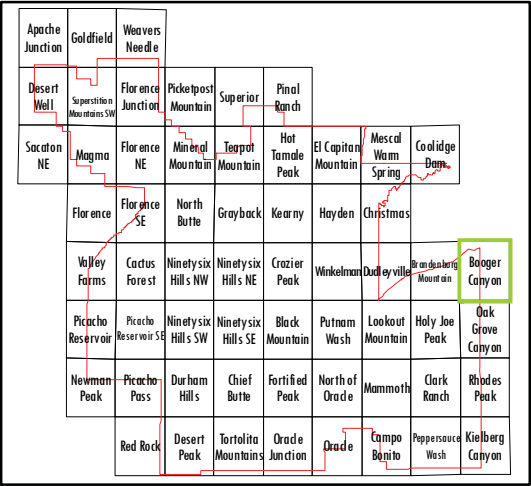 Apache
Junction
Goldfield
Weavers
Needle
Desert
Well
Superstition
Mountains SW
Florence
Junction
Picketpost
Mountain
Superior
Pinal
Ranch
Sacaton
NE
Magma
Florence
NE
Mineral
Mountain
Teapot
Mountain
Hot
Tamale
Peak
El Capitan
Mountain
Mescal
Warm
Spring
Coolidge
Dam
Florence
Florence
SE
North
Butte
Grayback
Kearny
Hayden
Christmas
Valley
Farms
Cactus
Forest
Ninetysix
Hills NW
Ninetysix
Hills NE
Crozier
Peak
Winkelman
Dudleyville
Brandenburg
Mountain
Booger
Canyon
Picacho
Reservoir
Picacho
Reservoir SE
Ninetysix
Hills SW
Ninetysix
Hills SE
Black
Mountain
Putnam
Wash
Lookout
Mountain
Holy Joe
Peak
Oak
Grove
Canyon
Newman
Peak
Picacho
Pass
Durham
Hills
Chief
Butte
Fortified
Peak
North of
Oracle
Mammoth
Clark
Ranch
Rhodes
Peak
Red Rock
Desert
Peak
Tortolita
Mountains
Oracle
Junction
Oracle
Campo
Bonito
Peppersauce
Wash
Kielberg
Canyon